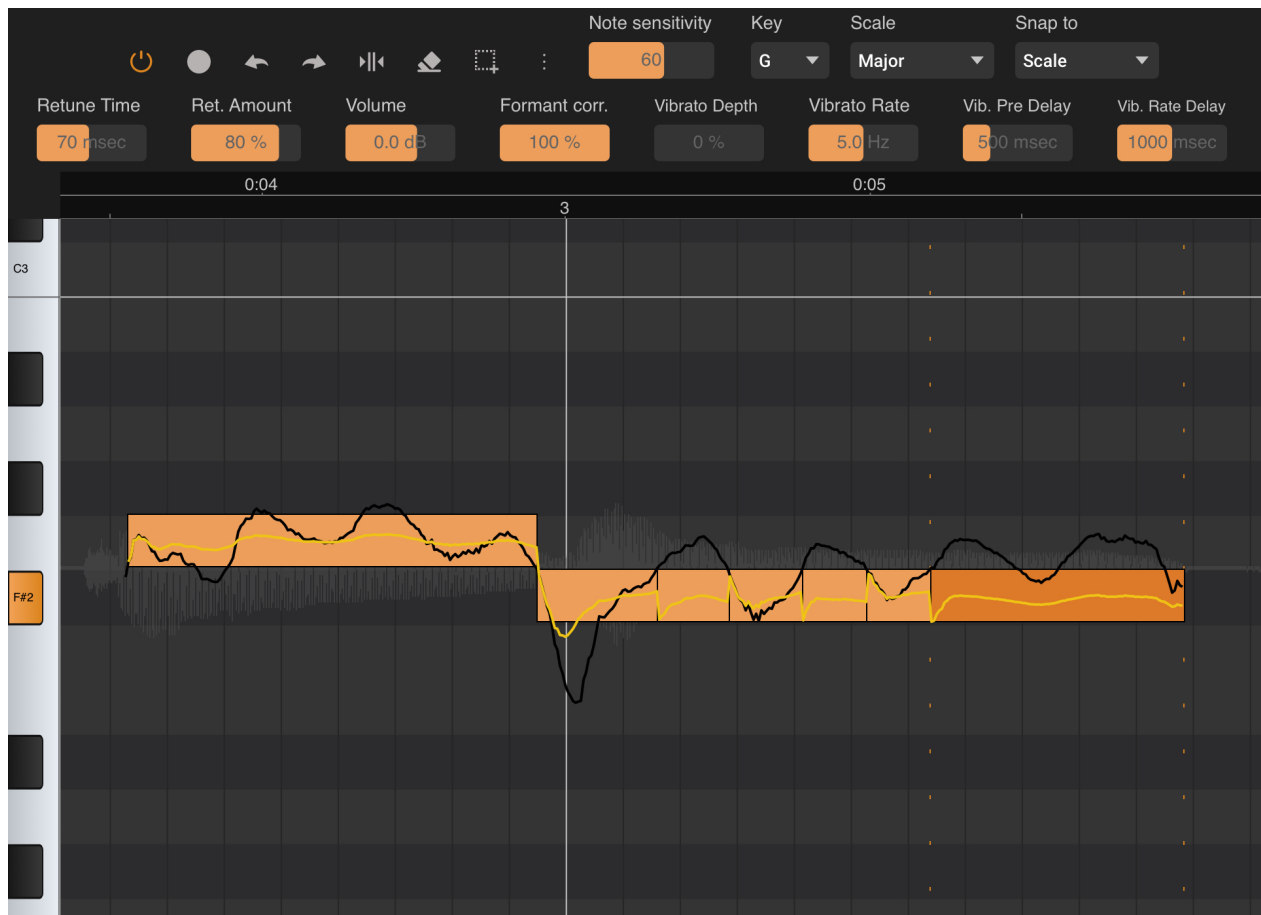 Note sensitivity Key Scale Snap to
60 G Major Scale
Retune Time Ret. Amount Volume Formant corr. Vibrato Depth Vibrato Rate Vib. Pre Delay Vib. Rate Delay
70 msec 80 % 0.0 dB 100 % 0 % 5.0 Hz 500 msec 1000 msec
0:04 0:05
3
C3
F#2